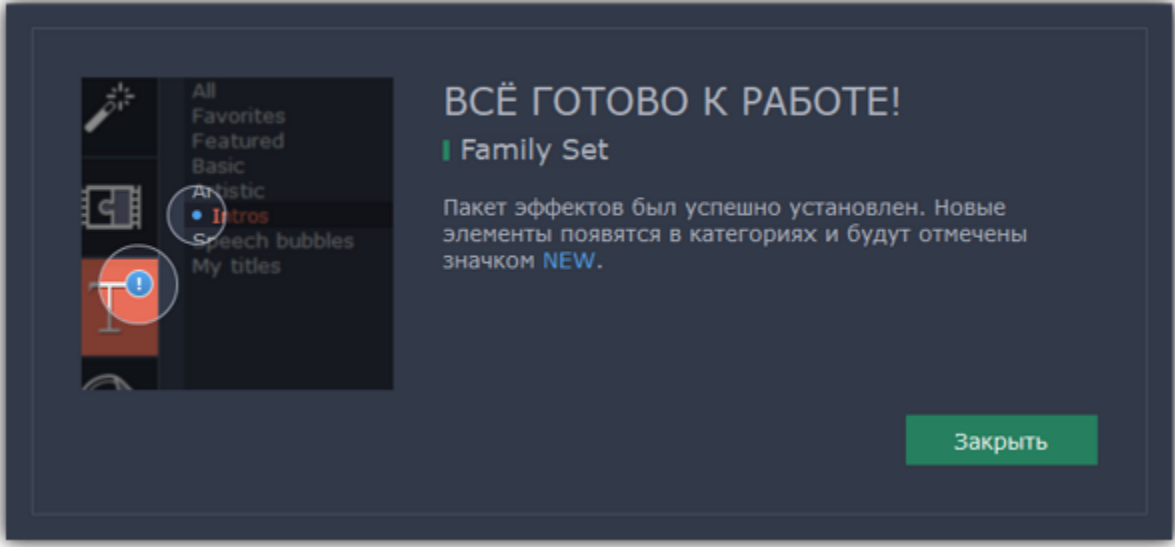 All
Favorites
Featured
Basic
Artistic
Intros
Speech bubbles
My titles
T
ВСЁ ГОТОВО К РАБОТЕ!
Family Set
Пакет эффектов был успешно установлен. Новые
элементы появятся в категориях и будут отмечены
значком NEW.
Закрыть